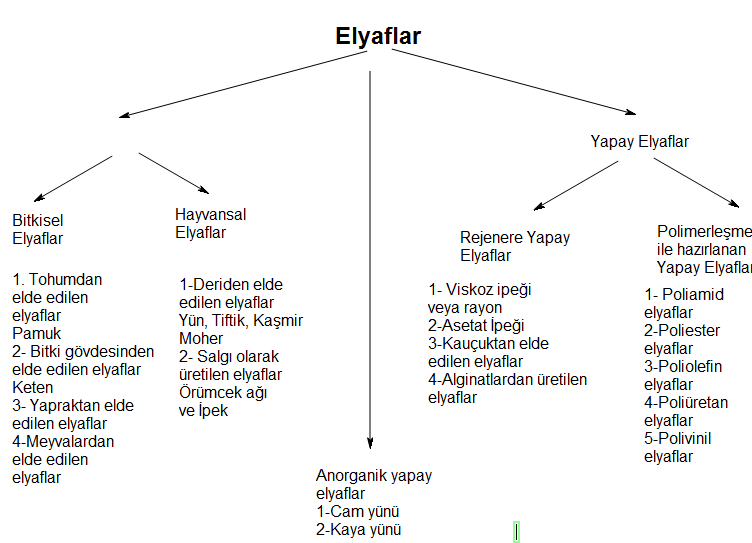 Elyaflar
Yapay Elyaflar
Bitkisel
Elyaflar
Hayvansal
Elyaflar
Rejenere Yapay
Elyaflar
Polimerleşme
ile hazırlanan
Yapay Elyaflar
1. Tohumdan
elde edilen
elyaflar
Pamuk
2- Bitki gövdesinden
elde edilen elyaflar
Keten
3- Yapraktan elde
edilen elyaflar
4-Meyvalardan
elde edilen
elyaflar
1-Deriden elde
edilen elyaflar
Yün, Tiftik, Kaşmir
Moher
2- Salgı olarak
üretilen elyaflar
Örümcek ağı
ve İpek
1- Viskoz ipeği
veya rayon
2-Asetat İpeği
3-Kauçuktan elde
edilen elyaflar
4-Alginatlardan üretilen
elyaflar
1- Poliamid
elyaflar
2-Poliester
elyaflar
3-Poliolefin
elyaflar
4-Poliüretan
elyaflar
5-Polivinil
elyaflar
Anorganik yapay
elyaflar
1-Cam yünü
2-Kaya yünü